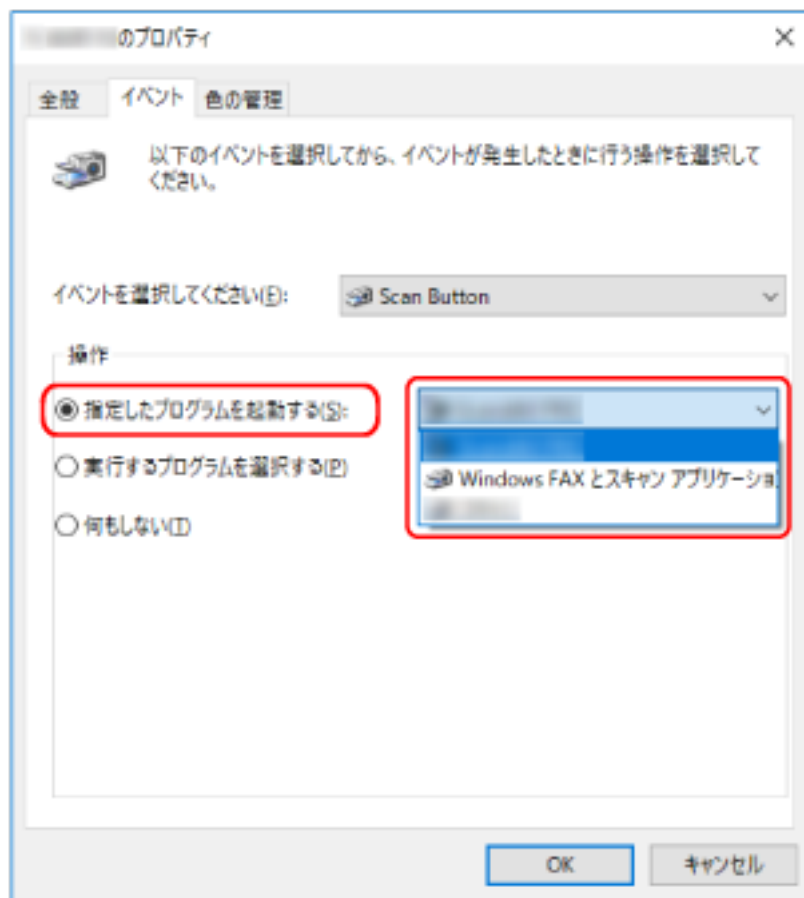 のプロパティ
全般 イベント 色の管理
以下のイベントを選択してから、イベントが発生したときに行う操作を選択して
ください。
イベントを選択してください(E): Scan Button
操作
指定したプログラムを起動する(S):
実行するプログラムを選択する(P)
Windows FAX とスキャン アプリケーショ
何もしない(T)
OK キャンセル